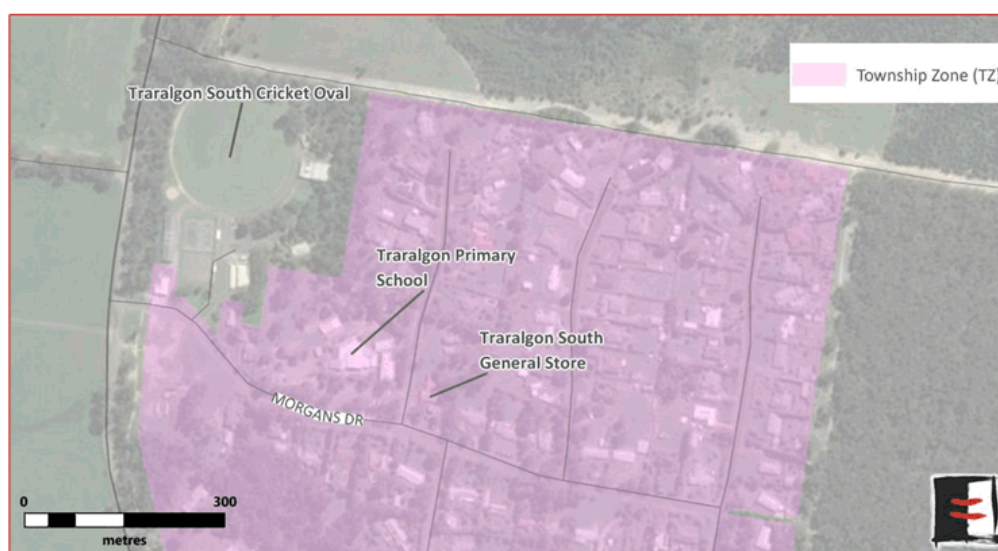 Traralgon South Cricket Oval
Township Zone (TZ)
Traralgon Primary
School
Traralgon South
General Store
MORGANS DR
0 300
metres